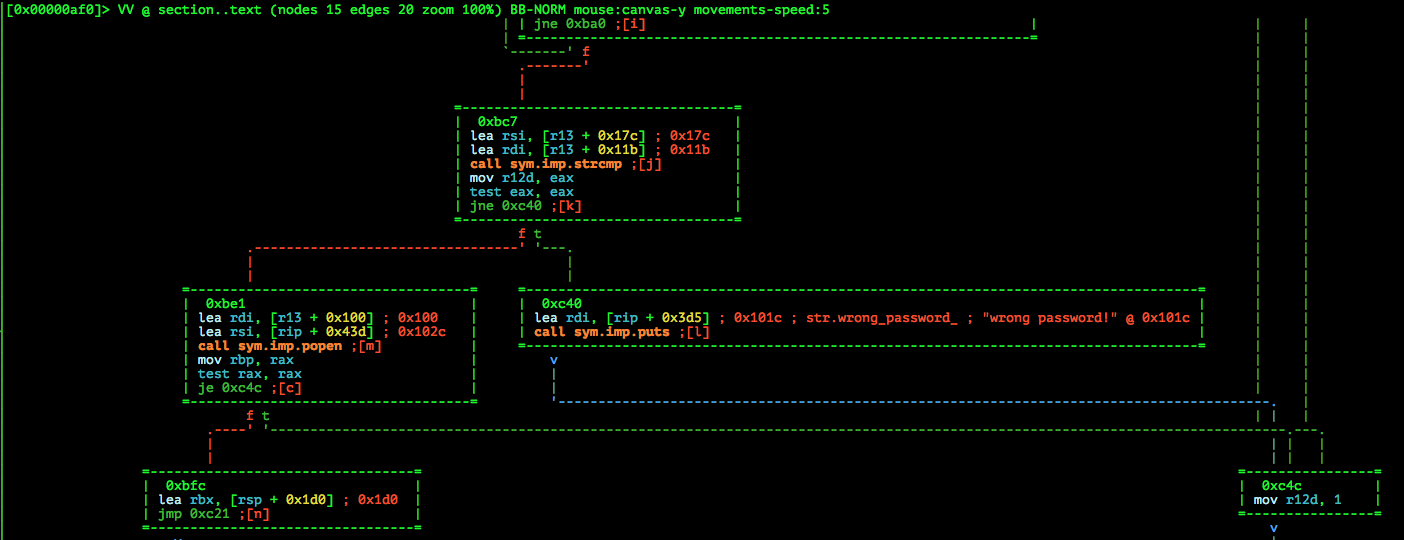 [0x00000af0]> VV @ section..text (nodes 15 edges 20 zoom 100%) BB-NORM mouse:canvas-y movements-speed:5
jne 0xba0 ;[i]
f
0xbc7
lea rsi, [r13 + 0x17c] ; 0x17c
lea rdi, [r13 + 0x11b] ; 0x11b
call sym.imp.strcmp ;[j]
mov r12d, eax
test eax, eax
jne 0xc40 ;[k]
f t
0xbe1
lea rdi, [r13 + 0x100] ; 0x100
lea rsi, [rip + 0x43d] ; 0x102c
call sym.imp.popen ;[m]
mov rbp, rax
test rax, rax
je 0xc4c ;[c]
f t
0xc40
lea rdi, [rip + 0x3d5] ; 0x101c ; str.wrong_password_ ; "wrong password!" @ 0x101c
call sym.imp.puts ;[l]
v
0xbfc
lea rbx, [rsp + 0x1d0] ; 0x1d0
jmp 0xc21 ;[n]
0xc4c
mov r12d, 1
v